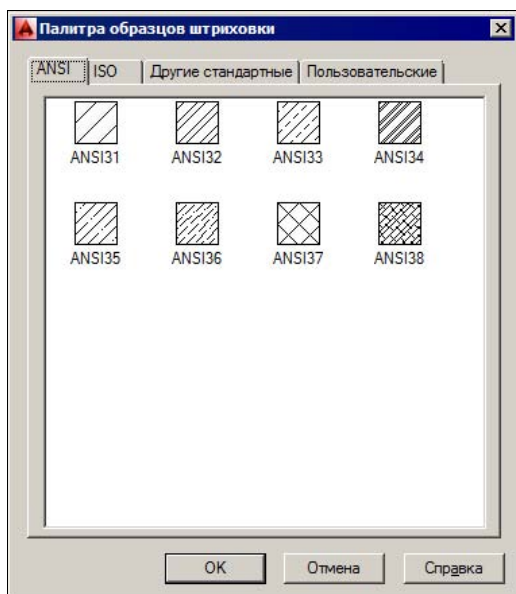 Палитра образцов штриховки
ANSI ISO Другие стандартные Пользовательские
ANSI31 ANSI32 ANSI33 ANSI34
ANSI35 ANSI36 ANSI37 ANSI38
OK Отмена Справка